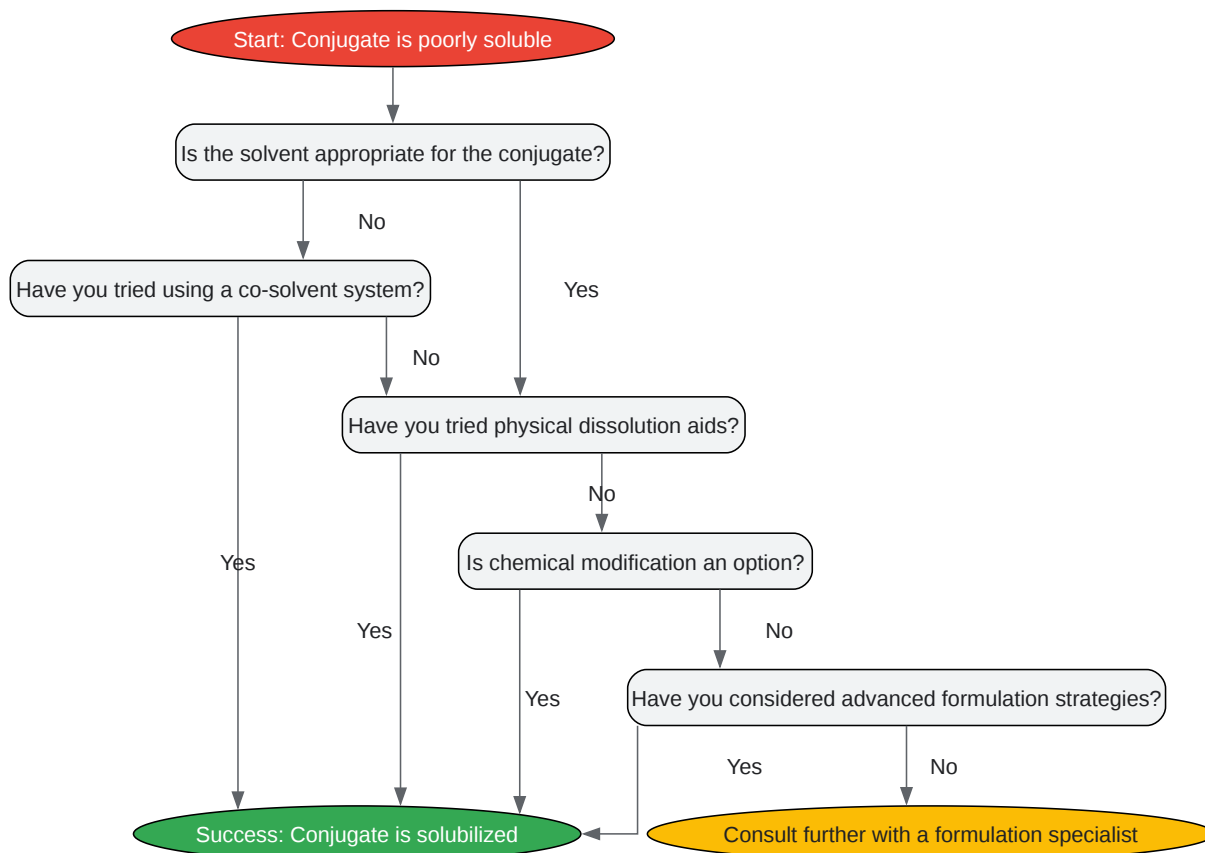 Start: Conjugate is poorly soluble
Is the solvent appropriate for the conjugate?
No
Have you tried using a co-solvent system?
Yes
No
Have you tried physical dissolution aids?
No
Yes
Is chemical modification an option?
Yes
No
Yes
Have you considered advanced formulation strategies?
Yes
No
Success: Conjugate is solubilized
Consult further with a formulation specialist